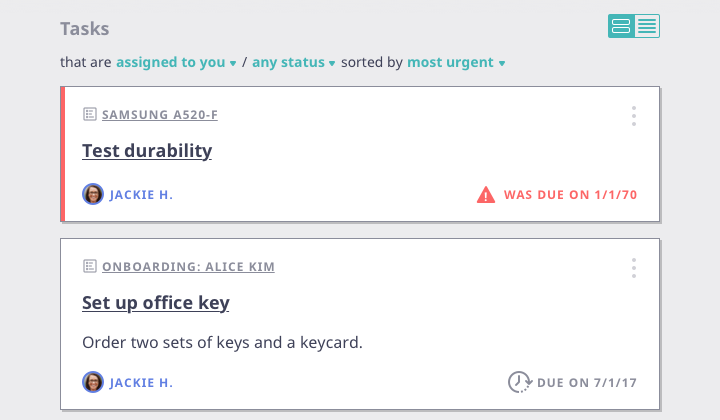 Tasks
that are assigned to you ▾ / any status ▾ sorted by most urgent ▾
SAMSUNG A520-F
Test durability
JACKIE H.
WAS DUE ON 1/1/70
ONBOARDING: ALICE KIM
Set up office key
Order two sets of keys and a keycard.
JACKIE H.
DUE ON 7/1/17